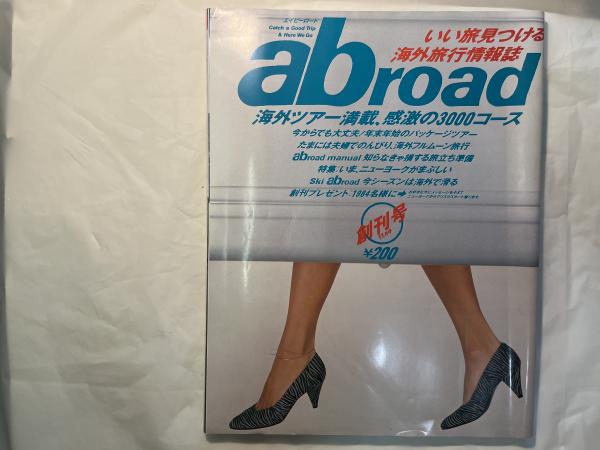 エイビーロード
Catch a Good Trip
& Here We Go
いい旅見つける
海外旅行情報誌
abroad
海外ツアー満載、感激の3000コース
今からでも大丈夫/年末年始のパッケージツアー
たまには夫婦でのんびり、海外フルムーン旅行
abroad manual 知らなきゃ損する旅立ち準備
特集:いま、ニューヨークがまぶしい
Ski abroad 今シーズンは海外で滑る
創刊プレゼント'1984名様に➡
創刊号
¥200